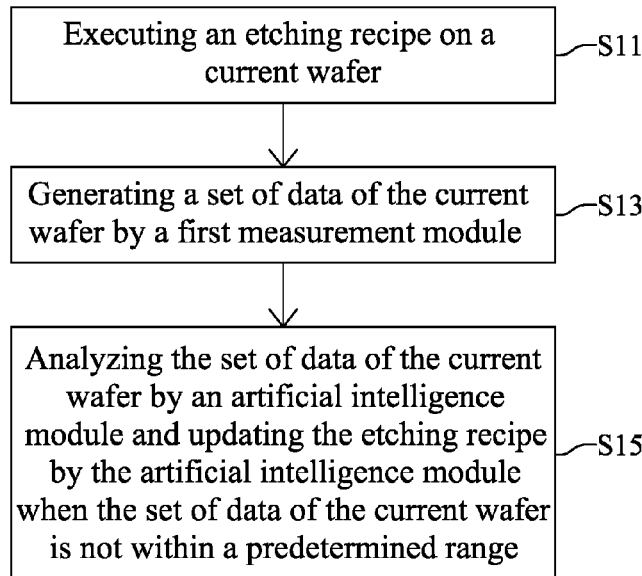 Executing an etching recipe on a
current wafer
S11
Generating a set of data of the current
wafer by a first measurement module
S13
Analyzing the set of data of the current
wafer by an artificial intelligence
module and updating the etching recipe
by the artificial intelligence module
when the set of data of the current wafer
is not within a predetermined range
S15